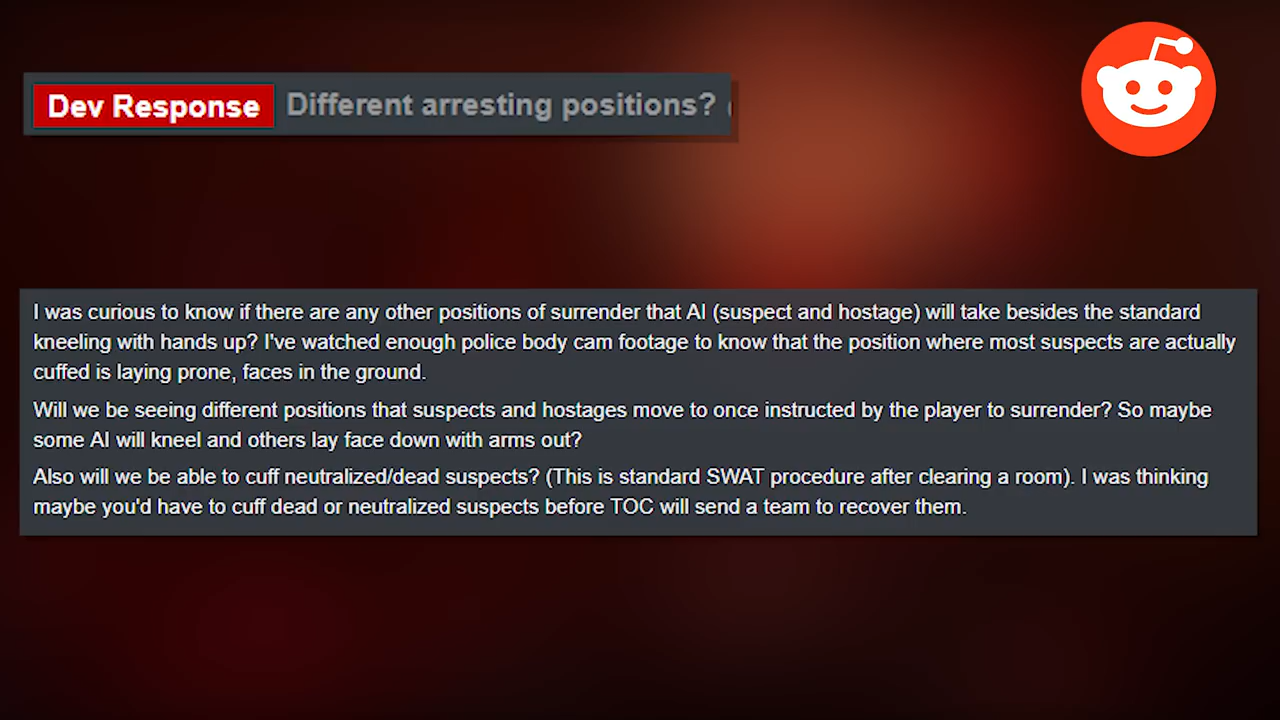 Dev Response Different arresting positions?
I was curious to know if there are any other positions of surrender that AI (suspect and hostage) will take besides the standard
kneeling with hands up? I've watched enough police body cam footage to know that the position where most suspects are actually
cuffed is laying prone, faces in the ground.
Will we be seeing different positions that suspects and hostages move to once instructed by the player to surrender? So maybe
some AI will kneel and others lay face down with arms out?
Also will we be able to cuff neutralized/dead suspects? (This is standard SWAT procedure after clearing a room). I was thinking
maybe you'd have to cuff dead or neutralized suspects before TOC will send a team to recover them.